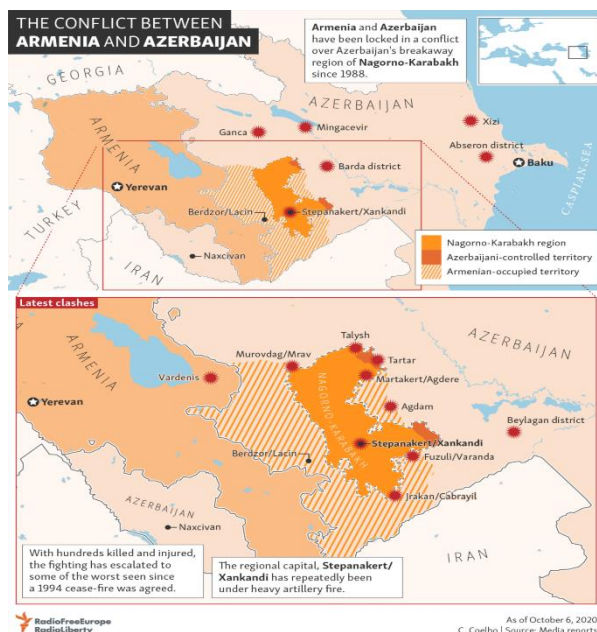 THE CONFLICT BETWEEN
ARMENIA AND AZERBAIJAN
Armenia and Azerbaijan
have been locked in a conflict
over Azerbaijan's breakaway
region of Nagorno-Karabakh
since 1988.
GEORGIA
AZERBAIJAN
Xizi
Ganca
Mingacevir
Abseron district
ARMENIA
Baku
Barda district
CASPIAN-SEA
Yerevan
Berdzor/Lacin
Stepanakert/Xankandi
TURKEY
Naxcivan
IRAN
Nagorno-Karabakh region
Azerbaijani-controlled territory
Armenian-occupied territory
Latest clashes
ARMENIA
Talysh
AZERBAIJAN
Murovdag/Mrav
Tartar
Vardenis
Martakert/Agdere
NAGORNO-KARABAKH
Yerevan
Agdam
Beylagan district
Stepanakert/Xankandi
Berdzor/Lacin
Fuzuli/Varanda
Jrakan/Cabrayil
AZERBAIJAN
Naxcivan
IRAN
With hundreds killed and injured,
the fighting has escalated to
some of the worst seen since
a 1994 cease-fire was agreed.
The regional capital, Stepanakert/
Xankandi has repeatedly been
under heavy artillery fire.
RadioFreeEurope
RadioLiberty
As of October 6, 2020
C. Coelho | Source: Media reports